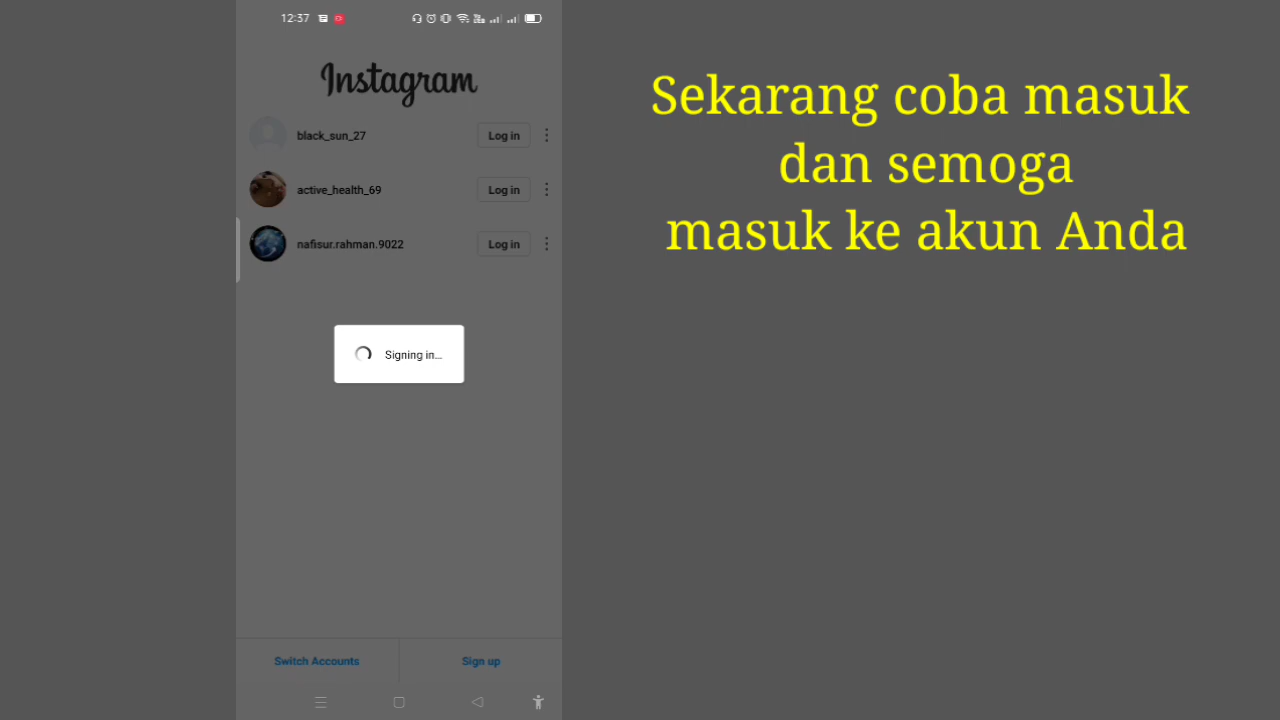 12:37
Instagram
black_sun_27 Log in
active_health_69 Log in
nafisur.rahman.9022 Log in
Signing in...
Switch Accounts Sign up
Sekarang coba masuk
dan semoga
masuk ke akun Anda